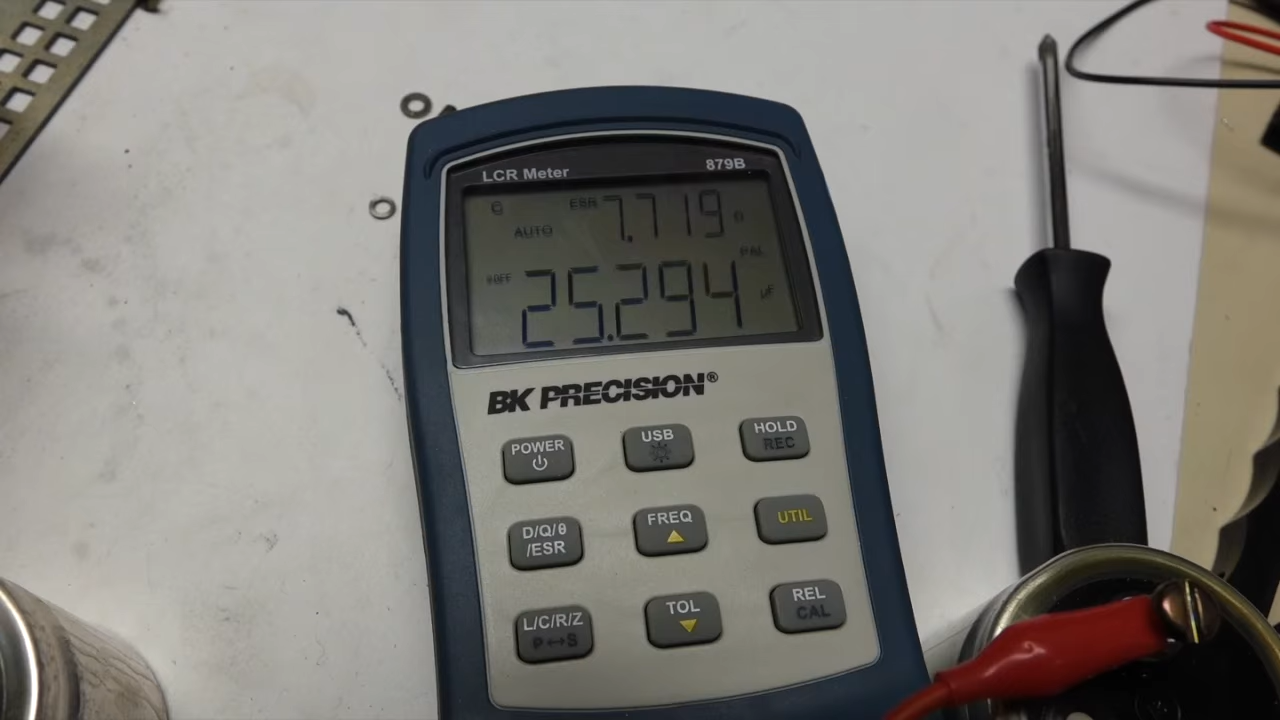 LCR Meter 879B
C ESR 7.719 Ω
AUTO
PAL
25.294 µF
BK PRECISION®
POWER USB HOLD
REC
D/Q/θ FREQ UTIL
/ESR
L/C/R/Z TOL REL
P↔S CAL